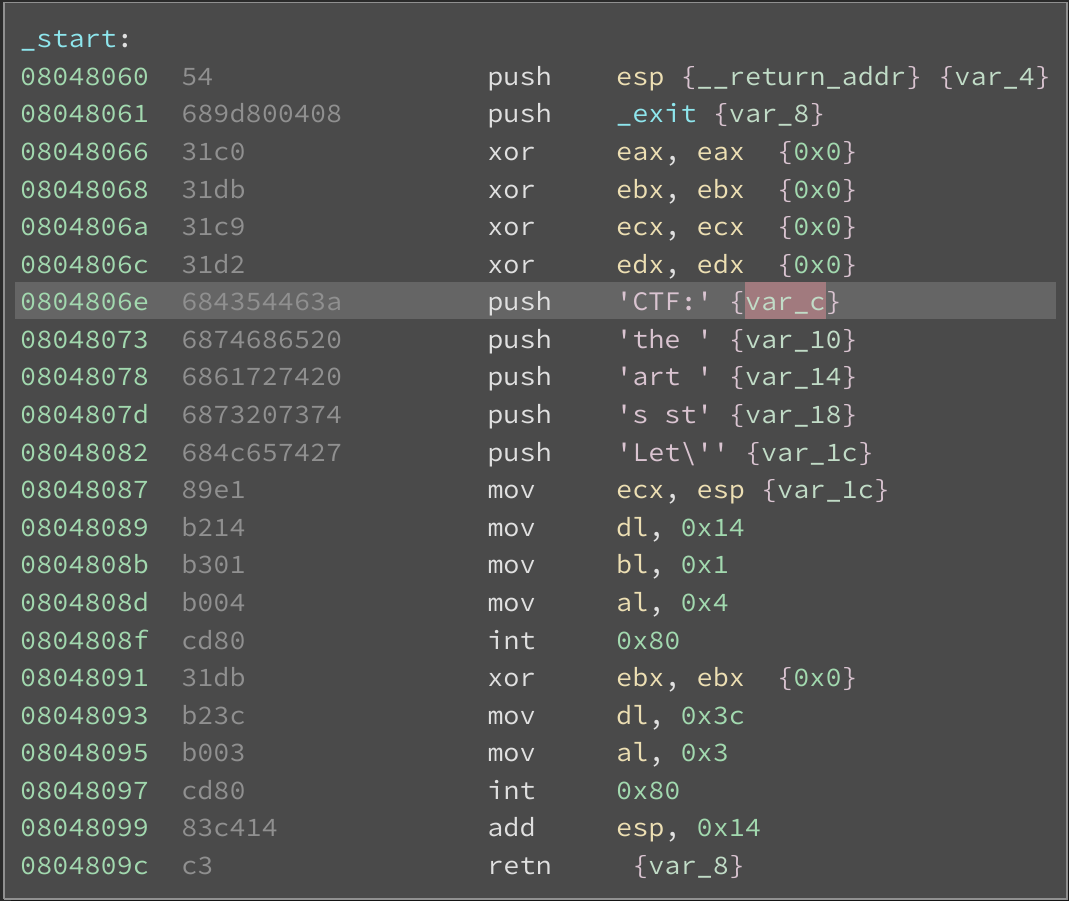 _start:
08048060 54 push esp {__return_addr} {var_4}
08048061 689d800408 push _exit {var_8}
08048066 31c0 xor eax, eax {0x0}
08048068 31db xor ebx, ebx {0x0}
0804806a 31c9 xor ecx, ecx {0x0}
0804806c 31d2 xor edx, edx {0x0}
0804806e 684354463a push 'CTF:' {var_c}
08048073 6874686520 push 'the ' {var_10}
08048078 6861727420 push 'art ' {var_14}
0804807d 6873207374 push 's st' {var_18}
08048082 684c657427 push 'Let\'' {var_1c}
08048087 89e1 mov ecx, esp {var_1c}
08048089 b214 mov dl, 0x14
0804808b b301 mov bl, 0x1
0804808d b004 mov al, 0x4
0804808f cd80 int 0x80
08048091 31db xor ebx, ebx {0x0}
08048093 b23c mov dl, 0x3c
08048095 b003 mov al, 0x3
08048097 cd80 int 0x80
08048099 83c414 add esp, 0x14
0804809c c3 retn {var_8}